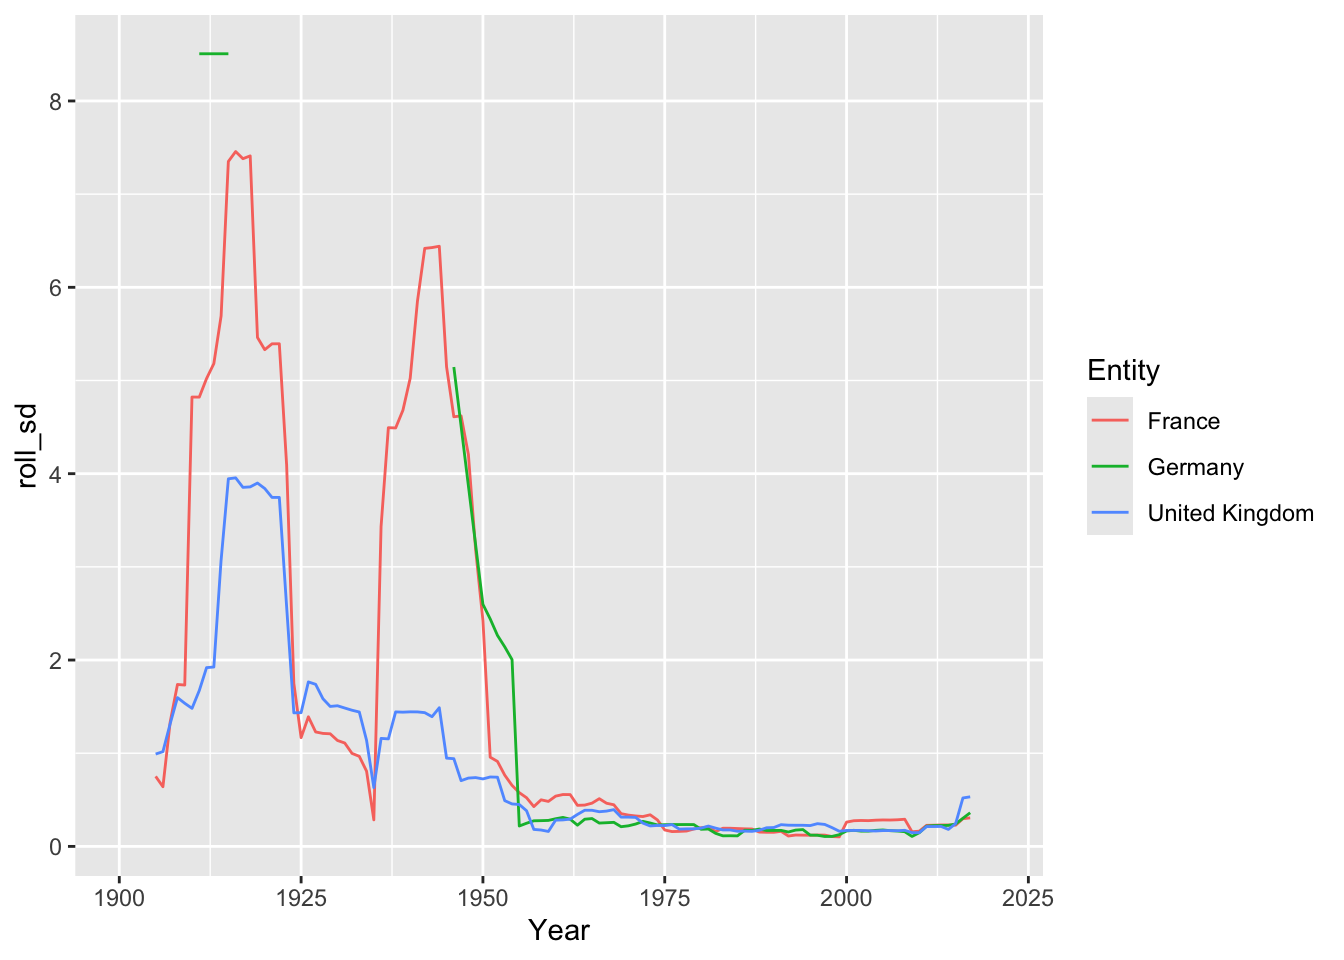 8
6
4
2
0
roll_sd
1900 1925 1950 1975 2000 2025
Year
Entity
France
Germany
United Kingdom